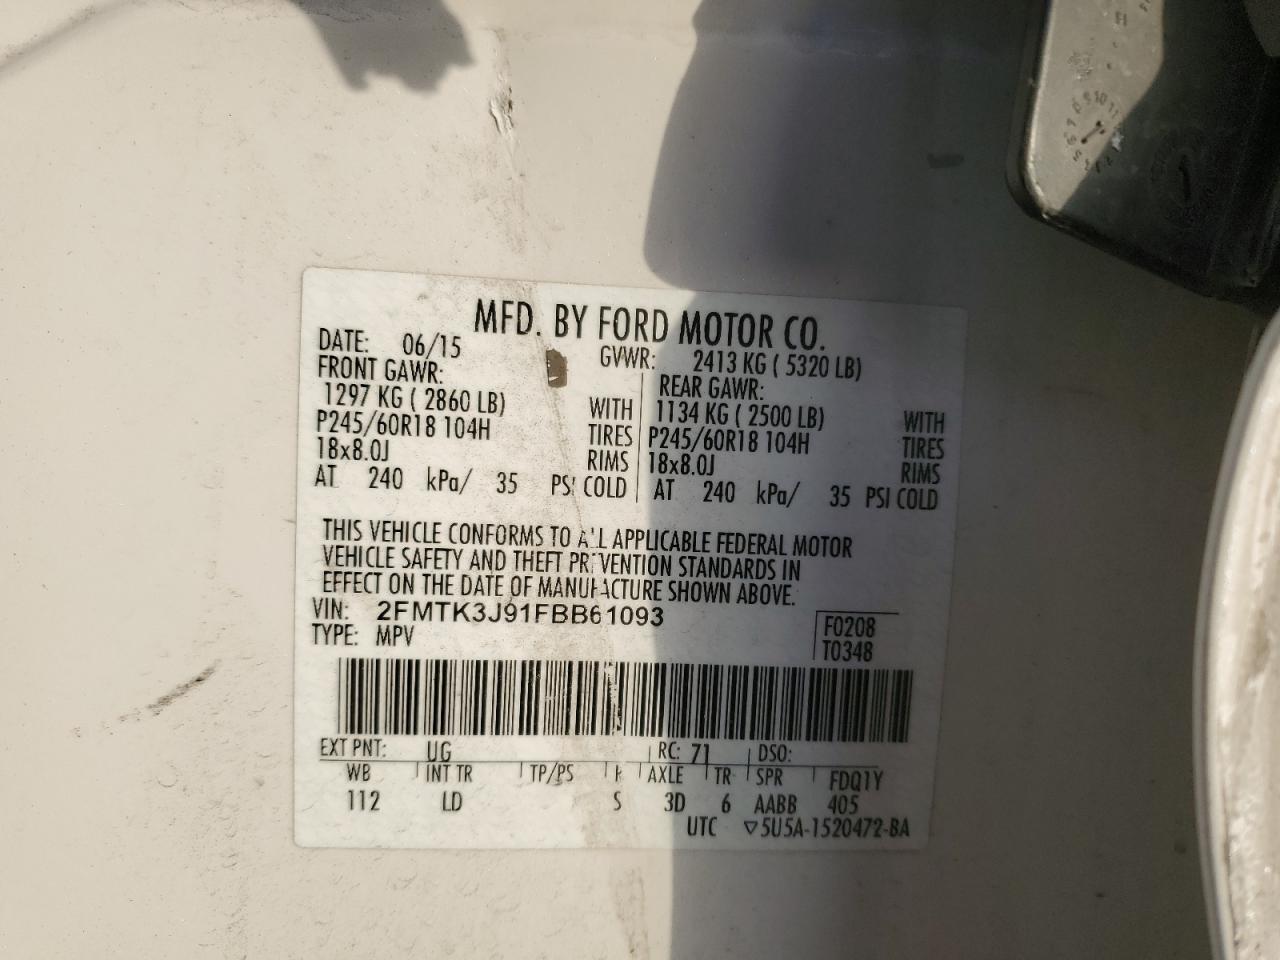 MFD. BY FORD MOTOR CO.
DATE: 06/15 GVWR: 2413 KG ( 5320 LB)
FRONT GAWR: REAR GAWR:
1297 KG ( 2860 LB) WITH 1134 KG ( 2500 LB) WITH
P245/60R18 104H TIRES P245/60R18 104H TIRES
18x8.0J RIMS 18x8.0J RIMS
AT 240 kPa/ 35 PSI COLD AT 240 kPa/ 35 PSI COLD
THIS VEHICLE CONFORMS TO ALL APPLICABLE FEDERAL MOTOR
VEHICLE SAFETY AND THEFT PREVENTION STANDARDS IN
EFFECT ON THE DATE OF MANUFACTURE SHOWN ABOVE.
VIN: 2FMTK3J91FBB61093 F0208
TYPE: MPV T0348
EXT PNT: UG RC: 71 DSO:
WB INT TR TP/PS R AXLE TR SPR FDQ1Y
112 LD S 3D 6 AABB 405
UTC ▽5U5A-1520472-BA